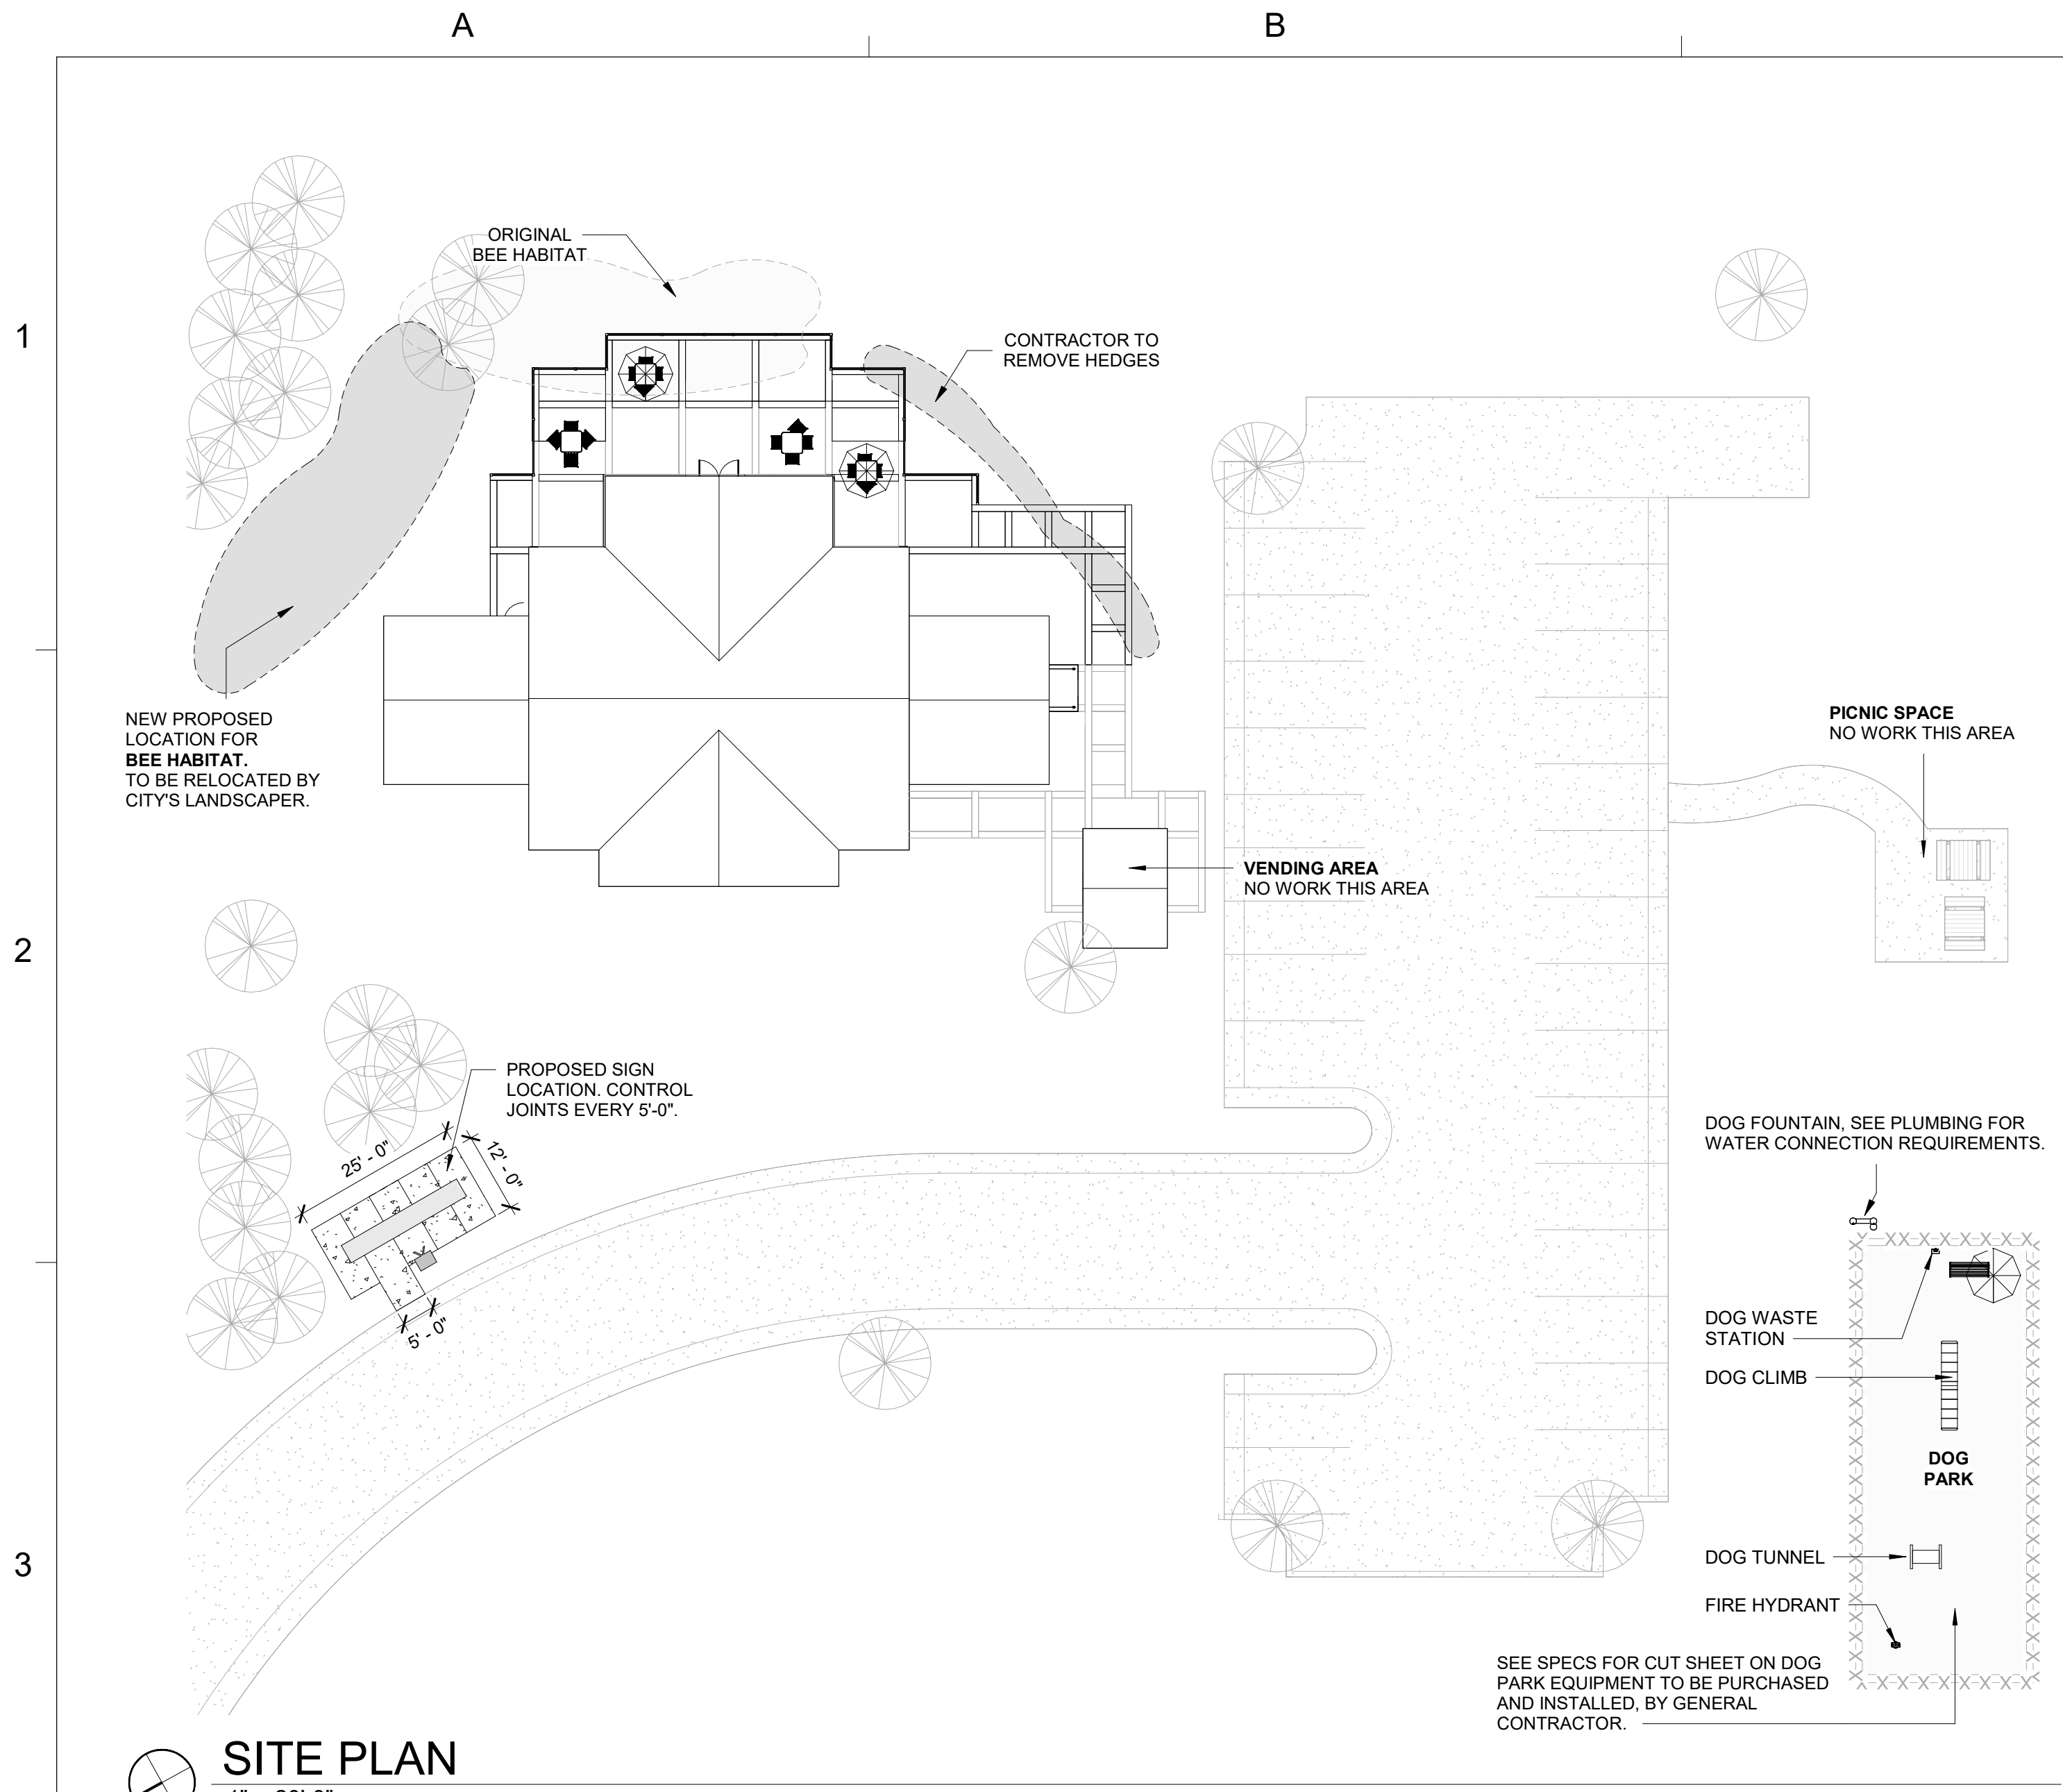 A
B
1
2
3
ORIGINAL
BEE HABITAT
CONTRACTOR TO
REMOVE HEDGES
NEW PROPOSED
LOCATION FOR
BEE HABITAT.
TO BE RELOCATED BY
CITY'S LANDSCAPER.
PICNIC SPACE
NO WORK THIS AREA
VENDING AREA
NO WORK THIS AREA
PROPOSED SIGN
LOCATION. CONTROL
JOINTS EVERY 5'-0".
25' - 0"
12' - 0"
5' - 0"
DOG FOUNTAIN, SEE PLUMBING FOR
WATER CONNECTION REQUIREMENTS.
DOG WASTE
STATION
DOG CLIMB
DOG
PARK
DOG TUNNEL
FIRE HYDRANT
SEE SPECS FOR CUT SHEET ON DOG
PARK EQUIPMENT TO BE PURCHASED
AND INSTALLED, BY GENERAL
CONTRACTOR.
SITE PLAN